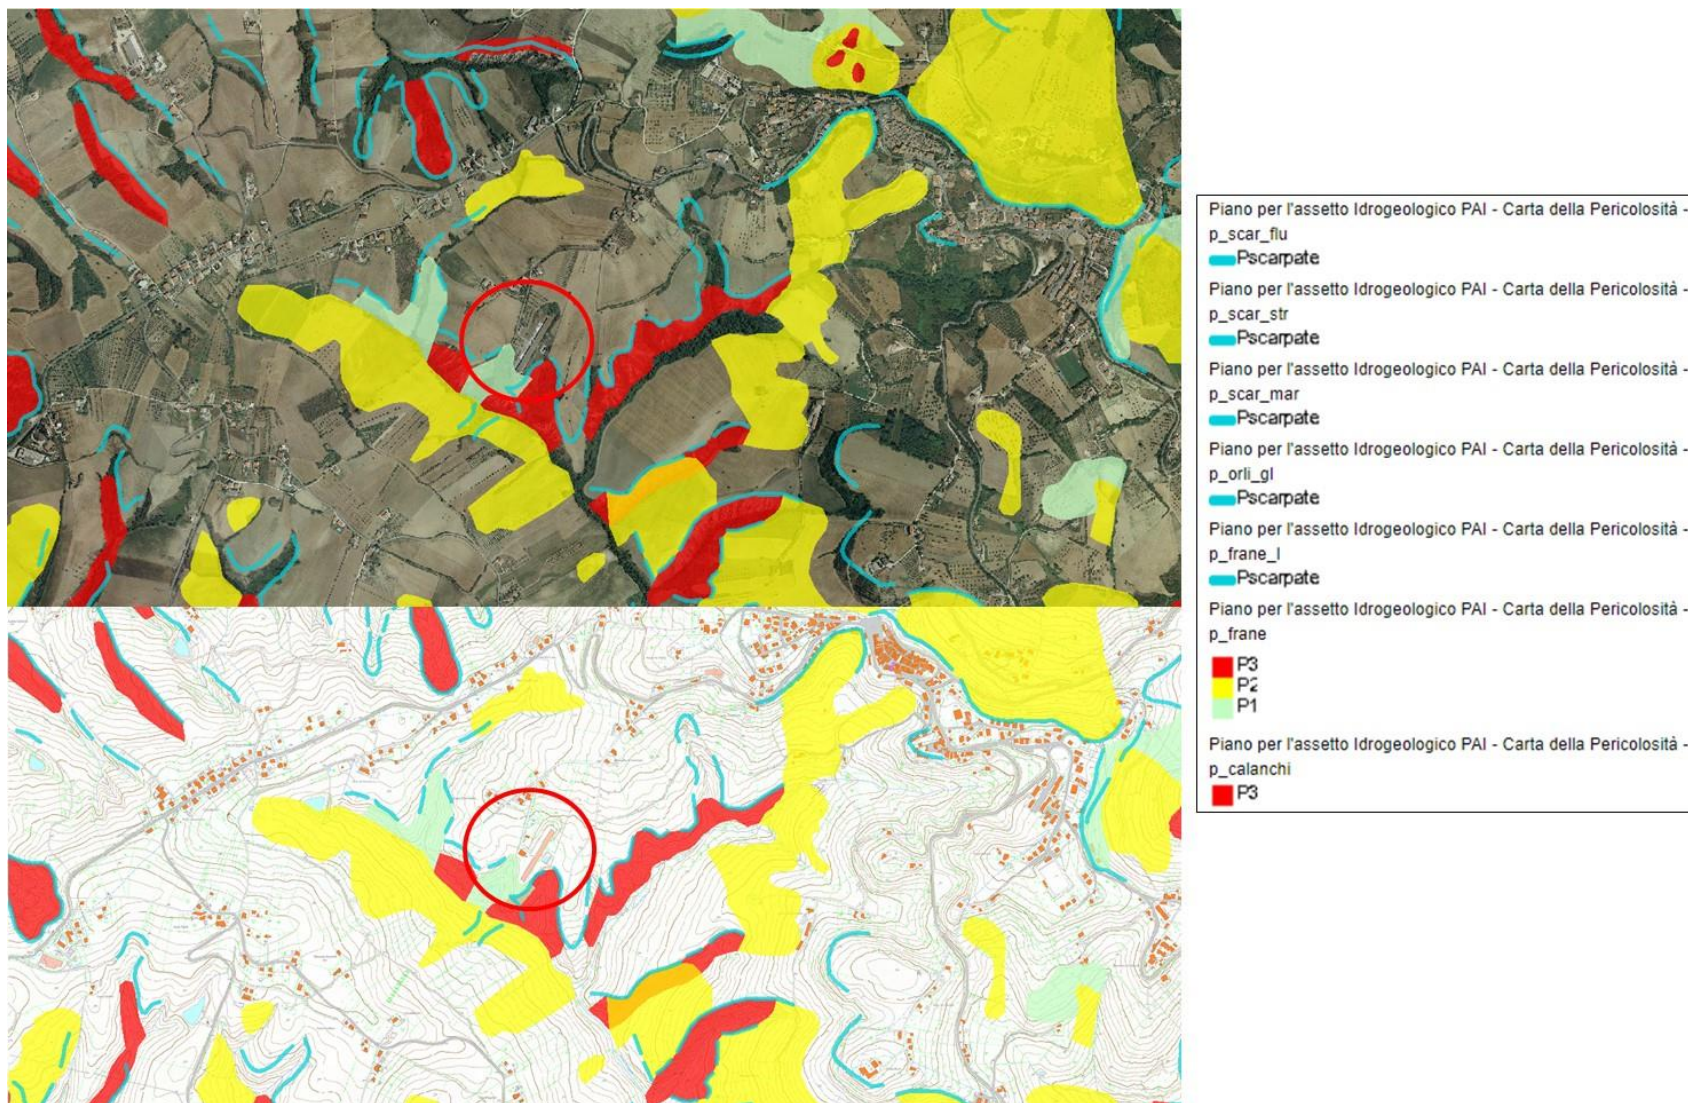 Piano per l'assetto Idrogeologico PAI - Carta della Pericolosità -
p_scar_flu
Pscarpate
Piano per l'assetto Idrogeologico PAI - Carta della Pericolosità -
p_scar_str
Pscarpate
Piano per l'assetto Idrogeologico PAI - Carta della Pericolosità -
p_scar_mar
Pscarpate
Piano per l'assetto Idrogeologico PAI - Carta della Pericolosità -
p_orli_gl
Pscarpate
Piano per l'assetto Idrogeologico PAI - Carta della Pericolosità -
p_frane_l
Pscarpate
Piano per l'assetto Idrogeologico PAI - Carta della Pericolosità -
p_frane
P3
P2
P1
Piano per l'assetto Idrogeologico PAI - Carta della Pericolosità -
p_calanchi
P3